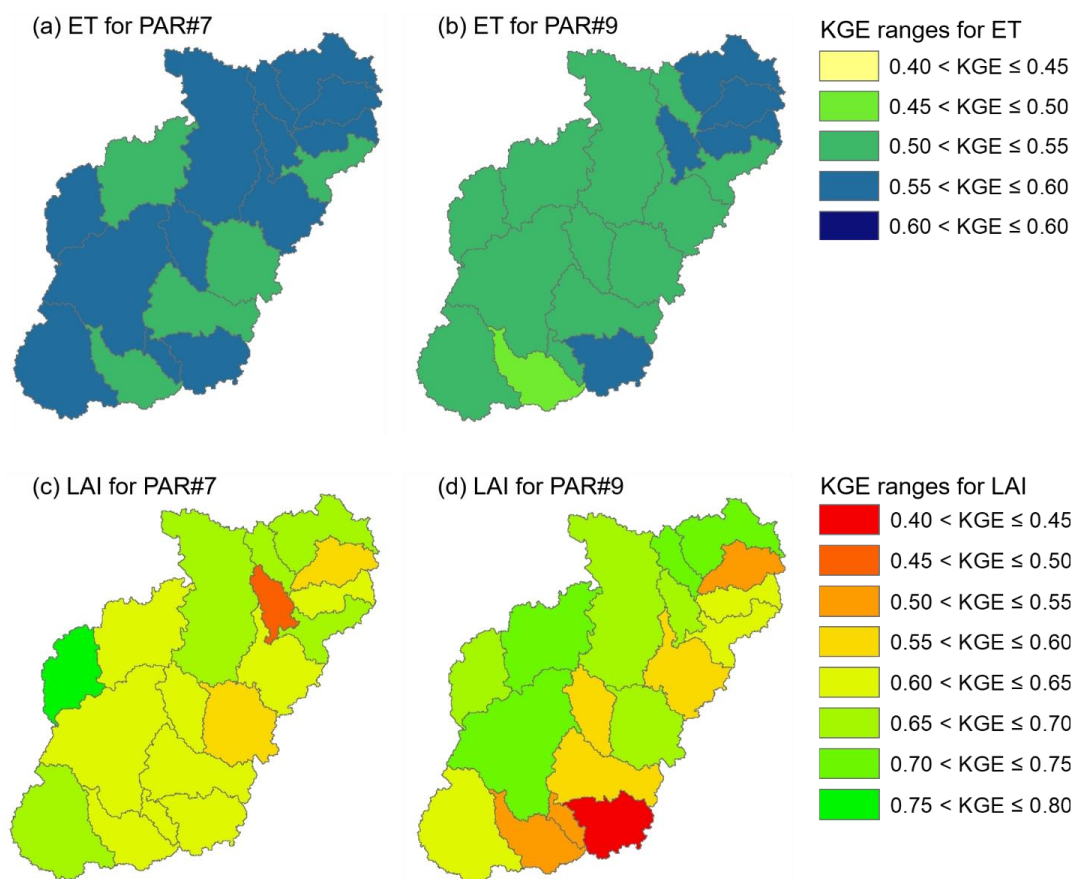 (a) ET for PAR#7
(b) ET for PAR#9
KGE ranges for ET
0.40 < KGE ≤ 0.45
0.45 < KGE ≤ 0.50
0.50 < KGE ≤ 0.55
0.55 < KGE ≤ 0.60
0.60 < KGE ≤ 0.60
(c) LAI for PAR#7
(d) LAI for PAR#9
KGE ranges for LAI
0.40 < KGE ≤ 0.45
0.45 < KGE ≤ 0.50
0.50 < KGE ≤ 0.55
0.55 < KGE ≤ 0.60
0.60 < KGE ≤ 0.65
0.65 < KGE ≤ 0.70
0.70 < KGE ≤ 0.75
0.75 < KGE ≤ 0.80